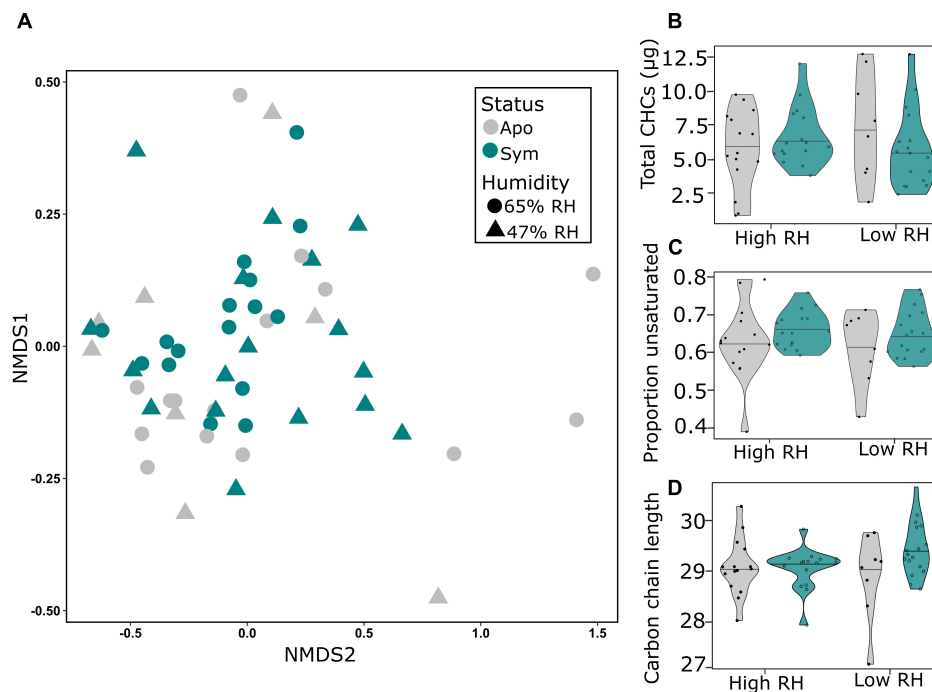 A
0.50
0.25
0.00
-0.25
-0.50
NMDS1
-0.5
0.0
0.5
1.0
1.5
NMDS2
Status
Apo
Sym
Humidity
65% RH
47% RH
B
Total CHCs (µg)
12.5
10.0
7.5
5.0
2.5
High RH
Low RH
C
Proportion unsaturated
0.8
0.7
0.6
0.5
0.4
High RH
Low RH
D
Carbon chain length
30
29
28
27
High RH
Low RH